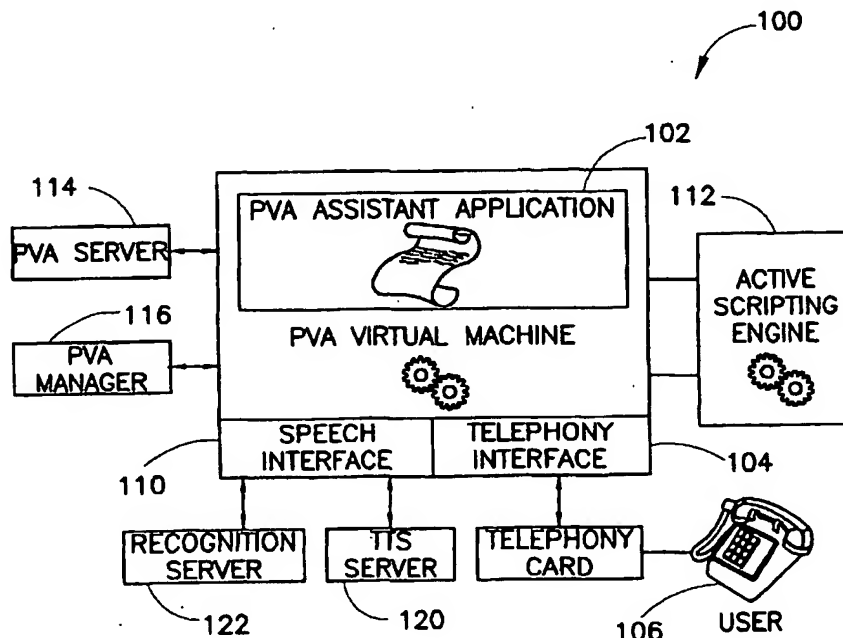 100
102
114
112
PVA ASSISTANT APPLICATION
PVA SERVER
ACTIVE
SCRIPTING
ENGINE
116
PVA VIRTUAL MACHINE
PVA
MANAGER
SPEECH
INTERFACE
TELEPHONY
INTERFACE
110
104
RECOGNITION
SERVER
TTS
SERVER
TELEPHONY
CARD
122
120
106
USER